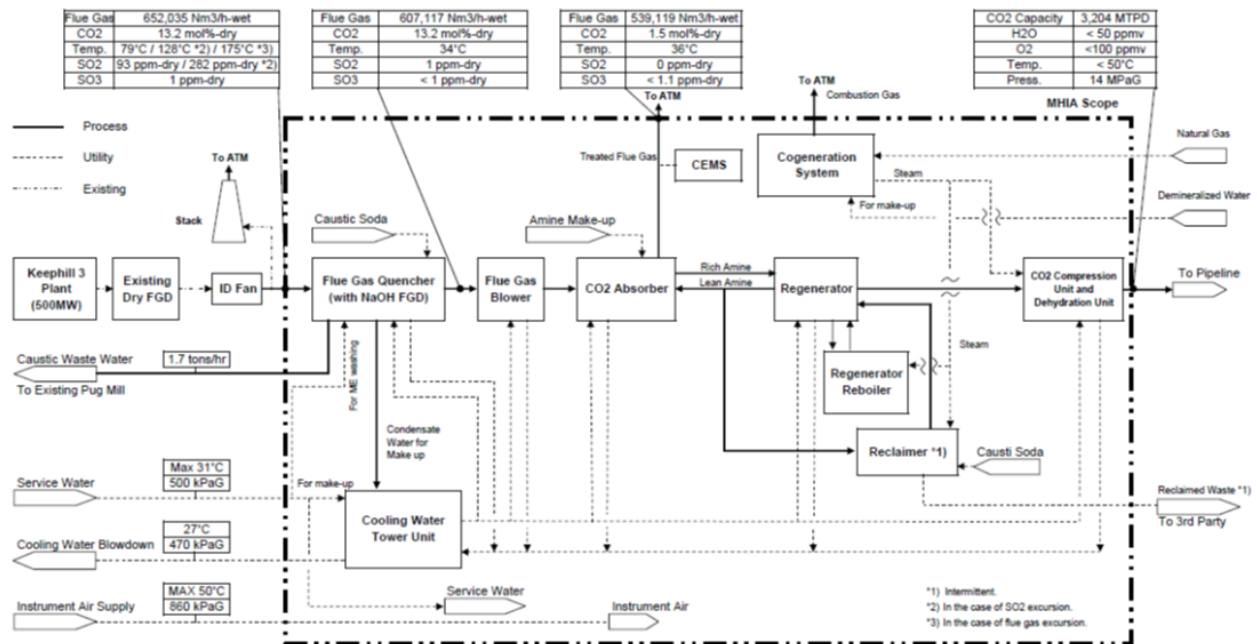 Flue Gas 652,035 Nm3/h-wet
CO2 13.2 mol%-dry
Temp. 79°C / 128°C *2) / 175°C *3)
SO2 93 ppm-dry / 282 ppm-dry *2)
SO3 1 ppm-dry
Flue Gas 607,117 Nm3/h-wet
CO2 13.2 mol%-dry
Temp. 34°C
SO2 1 ppm-dry
SO3 < 1 ppm-dry
Flue Gas 539,119 Nm3/h-wet
CO2 1.5 mol%-dry
Temp. 36°C
SO2 0 ppm-dry
SO3 < 1.1 ppm-dry
CO2 Capacity 3,204 MTPD
H2O < 50 ppmv
O2 <100 ppmv
Temp. < 50°C
Press. 14 MPaG
To ATM
To ATM
Combustion Gas
MHIA Scope
Process
Utility
Existing
To ATM
Stack
Treated Flue Gas
CEMS
Cogeneration
System
Natural Gas
Steam
For make-up
Demineralized Water
Caustic Soda
Amine Make-up
Keephill 3
Plant
(500MW)
Existing
Dry FGD
ID Fan
Flue Gas Quencher
(with NaOH FGD)
Flue Gas
Blower
CO2 Absorber
Rich Amine
Lean Amine
Regenerator
CO2 Compression
Unit and
Dehydration Unit
To Pipeline
Caustic Waste Water
1.7 tons/hr
To Existing Pug Mill
For ME washing
Condensate
Water for
Make up
Steam
Regenerator
Reboiler
Reclaimer *1)
Causti Soda
Service Water
Max 31°C
500 kPaG
For make-up
Cooling Water
Tower Unit
Reclaimed Waste *1)
To 3rd Party
Cooling Water Blowdown
27°C
470 kPaG
Instrument Air Supply
MAX 50°C
860 kPaG
Service Water
Instrument Air
*1) Intermittent.
*2) In the case of SO2 excursion.
*3) In the case of flue gas excursion.